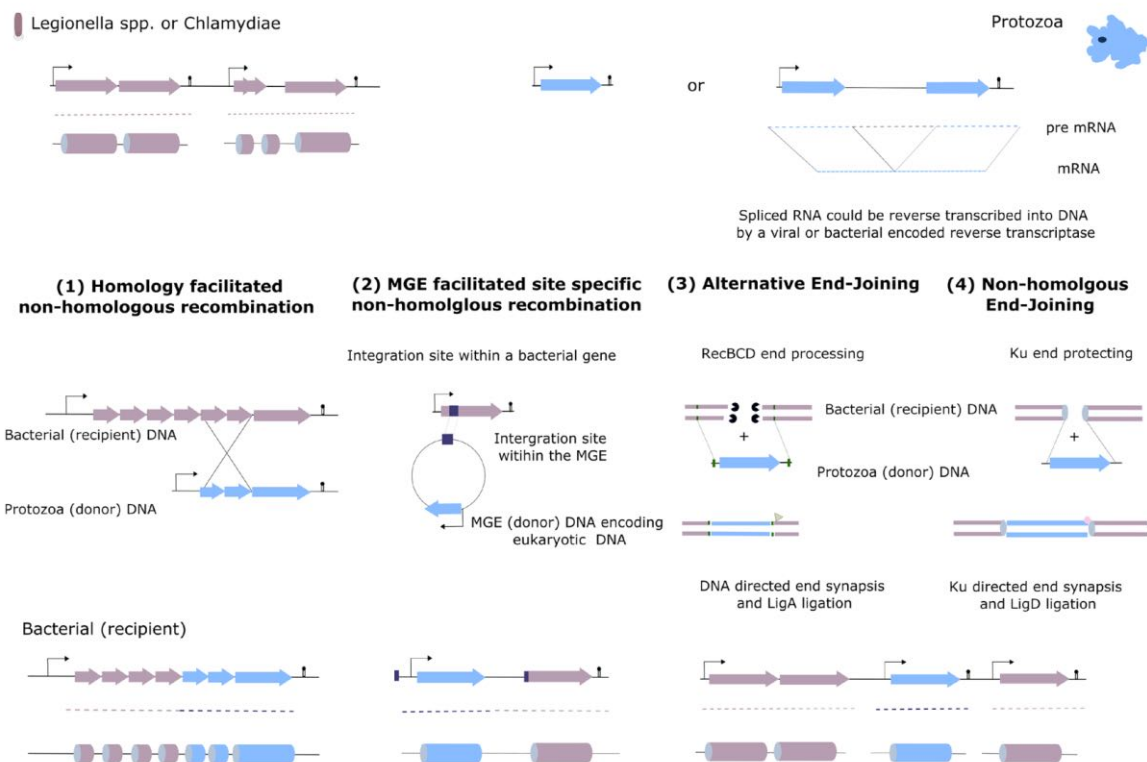 Legionella spp. or Chlamydiae
Protozoa
or
pre mRNA
mRNA
Spliced RNA could be reverse transcribed into DNA
by a viral or bacterial encoded reverse transcriptase
(1) Homology facilitated
non-homologous recombination
(2) MGE facilitated site specific
non-homolglous recombination
(3) Alternative End-Joining
(4) Non-homolgous
End-Joining
Integration site within a bacterial gene
RecBCD end processing
Ku end protecting
Bacterial (recipient) DNA
Intergration site
wtihin the MGE
Protozoa (donor) DNA
MGE (donor) DNA encoding
eukaryotic DNA
Bacterial (recipient) DNA
+
+
Protozoa (donor) DNA
DNA directed end synapsis
and LigA ligation
Ku directed end synapsis
and LigD ligation
Bacterial (recipient)